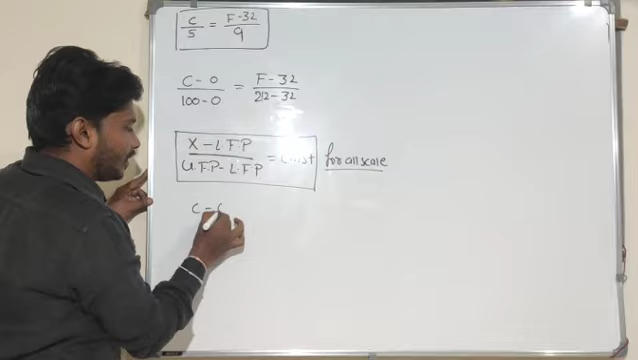 C/5 = F-32/9
C-0/100-0 = F-32/212-32
X-L.F.P/U.F.P-L.F.P = Const for all scale
C-